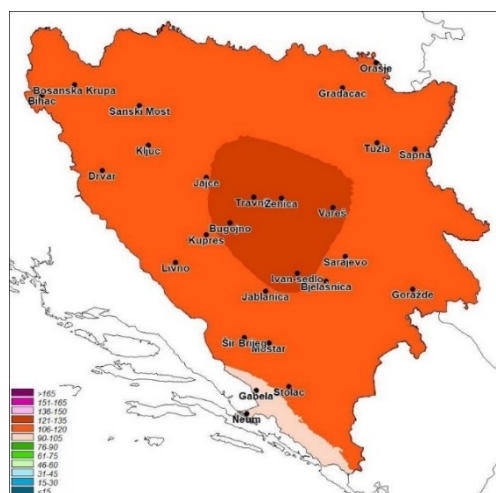 Orašje
Bosanska Krupa
Bihać
Gradačac
Sanski Most
Ključ
Tuzla
Sapna
Drvar
Jajce
Zenica
Vareš
Bugojno
Kupres
Sarajevo
Livno
Ivan sedlo
Bjelašnica
Jablanica
Goražde
Šir Brijeg
Mostar
Gabela
Stolac
Neum
>165
151-165
136-150
121-135
106-120
90-105
76-90
61-75
46-60
31-45
15-30
<15